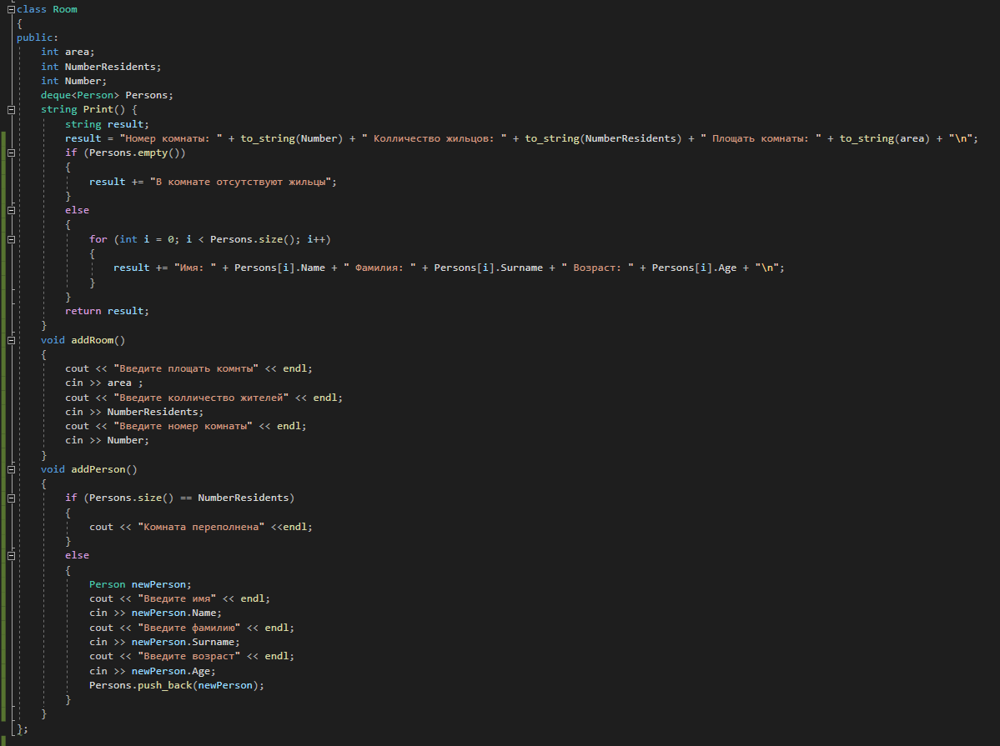 class Room
{
public:
    int area;
    int NumberResidents;
    int Number;
    deque<Person> Persons;
    string Print() {
        string result;
        result = "Номер комнаты: " + to_string(Number) + " Колличество жильцов: " + to_string(NumberResidents) + " Площать комнаты: " + to_string(area) + "\n";
        if (Persons.empty())
        {
            result += "В комнате отсутствуют жильцы";
        }
        else
        {
            for (int i = 0; i < Persons.size(); i++)
            {
                result += "Имя: " + Persons[i].Name + " Фамилия: " + Persons[i].Surname + " Возраст: " + Persons[i].Age + "\n";
            }
        }
        return result;
    }
    void addRoom()
    {
        cout << "Введите площать комнты" << endl;
        cin >> area ;
        cout << "Введите колличество жителей" << endl;
        cin >> NumberResidents;
        cout << "Введите номер комнаты" << endl;
        cin >> Number;
    }
    void addPerson()
    {
        if (Persons.size() == NumberResidents)
        {
            cout << "Комната переполнена" <<endl;
        }
        else
        {
            Person newPerson;
            cout << "Введите имя" << endl;
            cin >> newPerson.Name;
            cout << "Введите фамилию" << endl;
            cin >> newPerson.Surname;
            cout << "Введите возраст" << endl;
            cin >> newPerson.Age;
            Persons.push_back(newPerson);
        }
    }
};